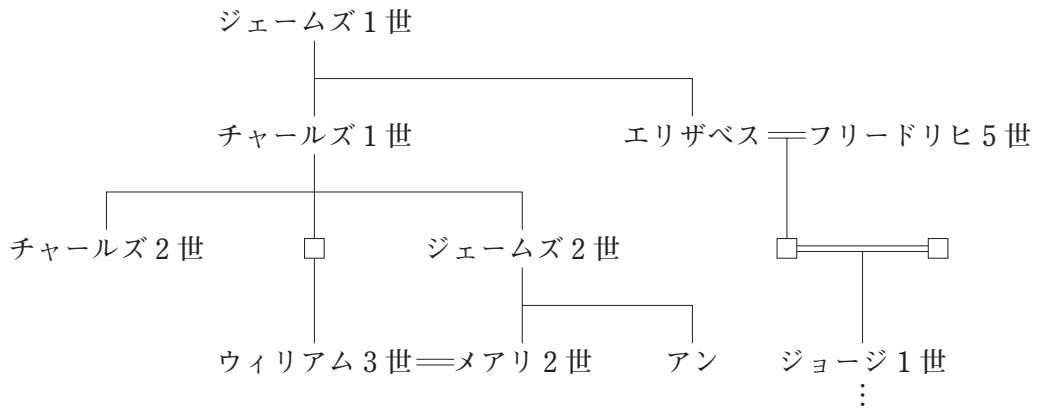 ジェームズ1世
チャールズ1世 エリザベス フリードリヒ5世
チャールズ2世 ジェームズ2世
ウィリアム3世 メアリ2世 アン ジョージ1世
⋮